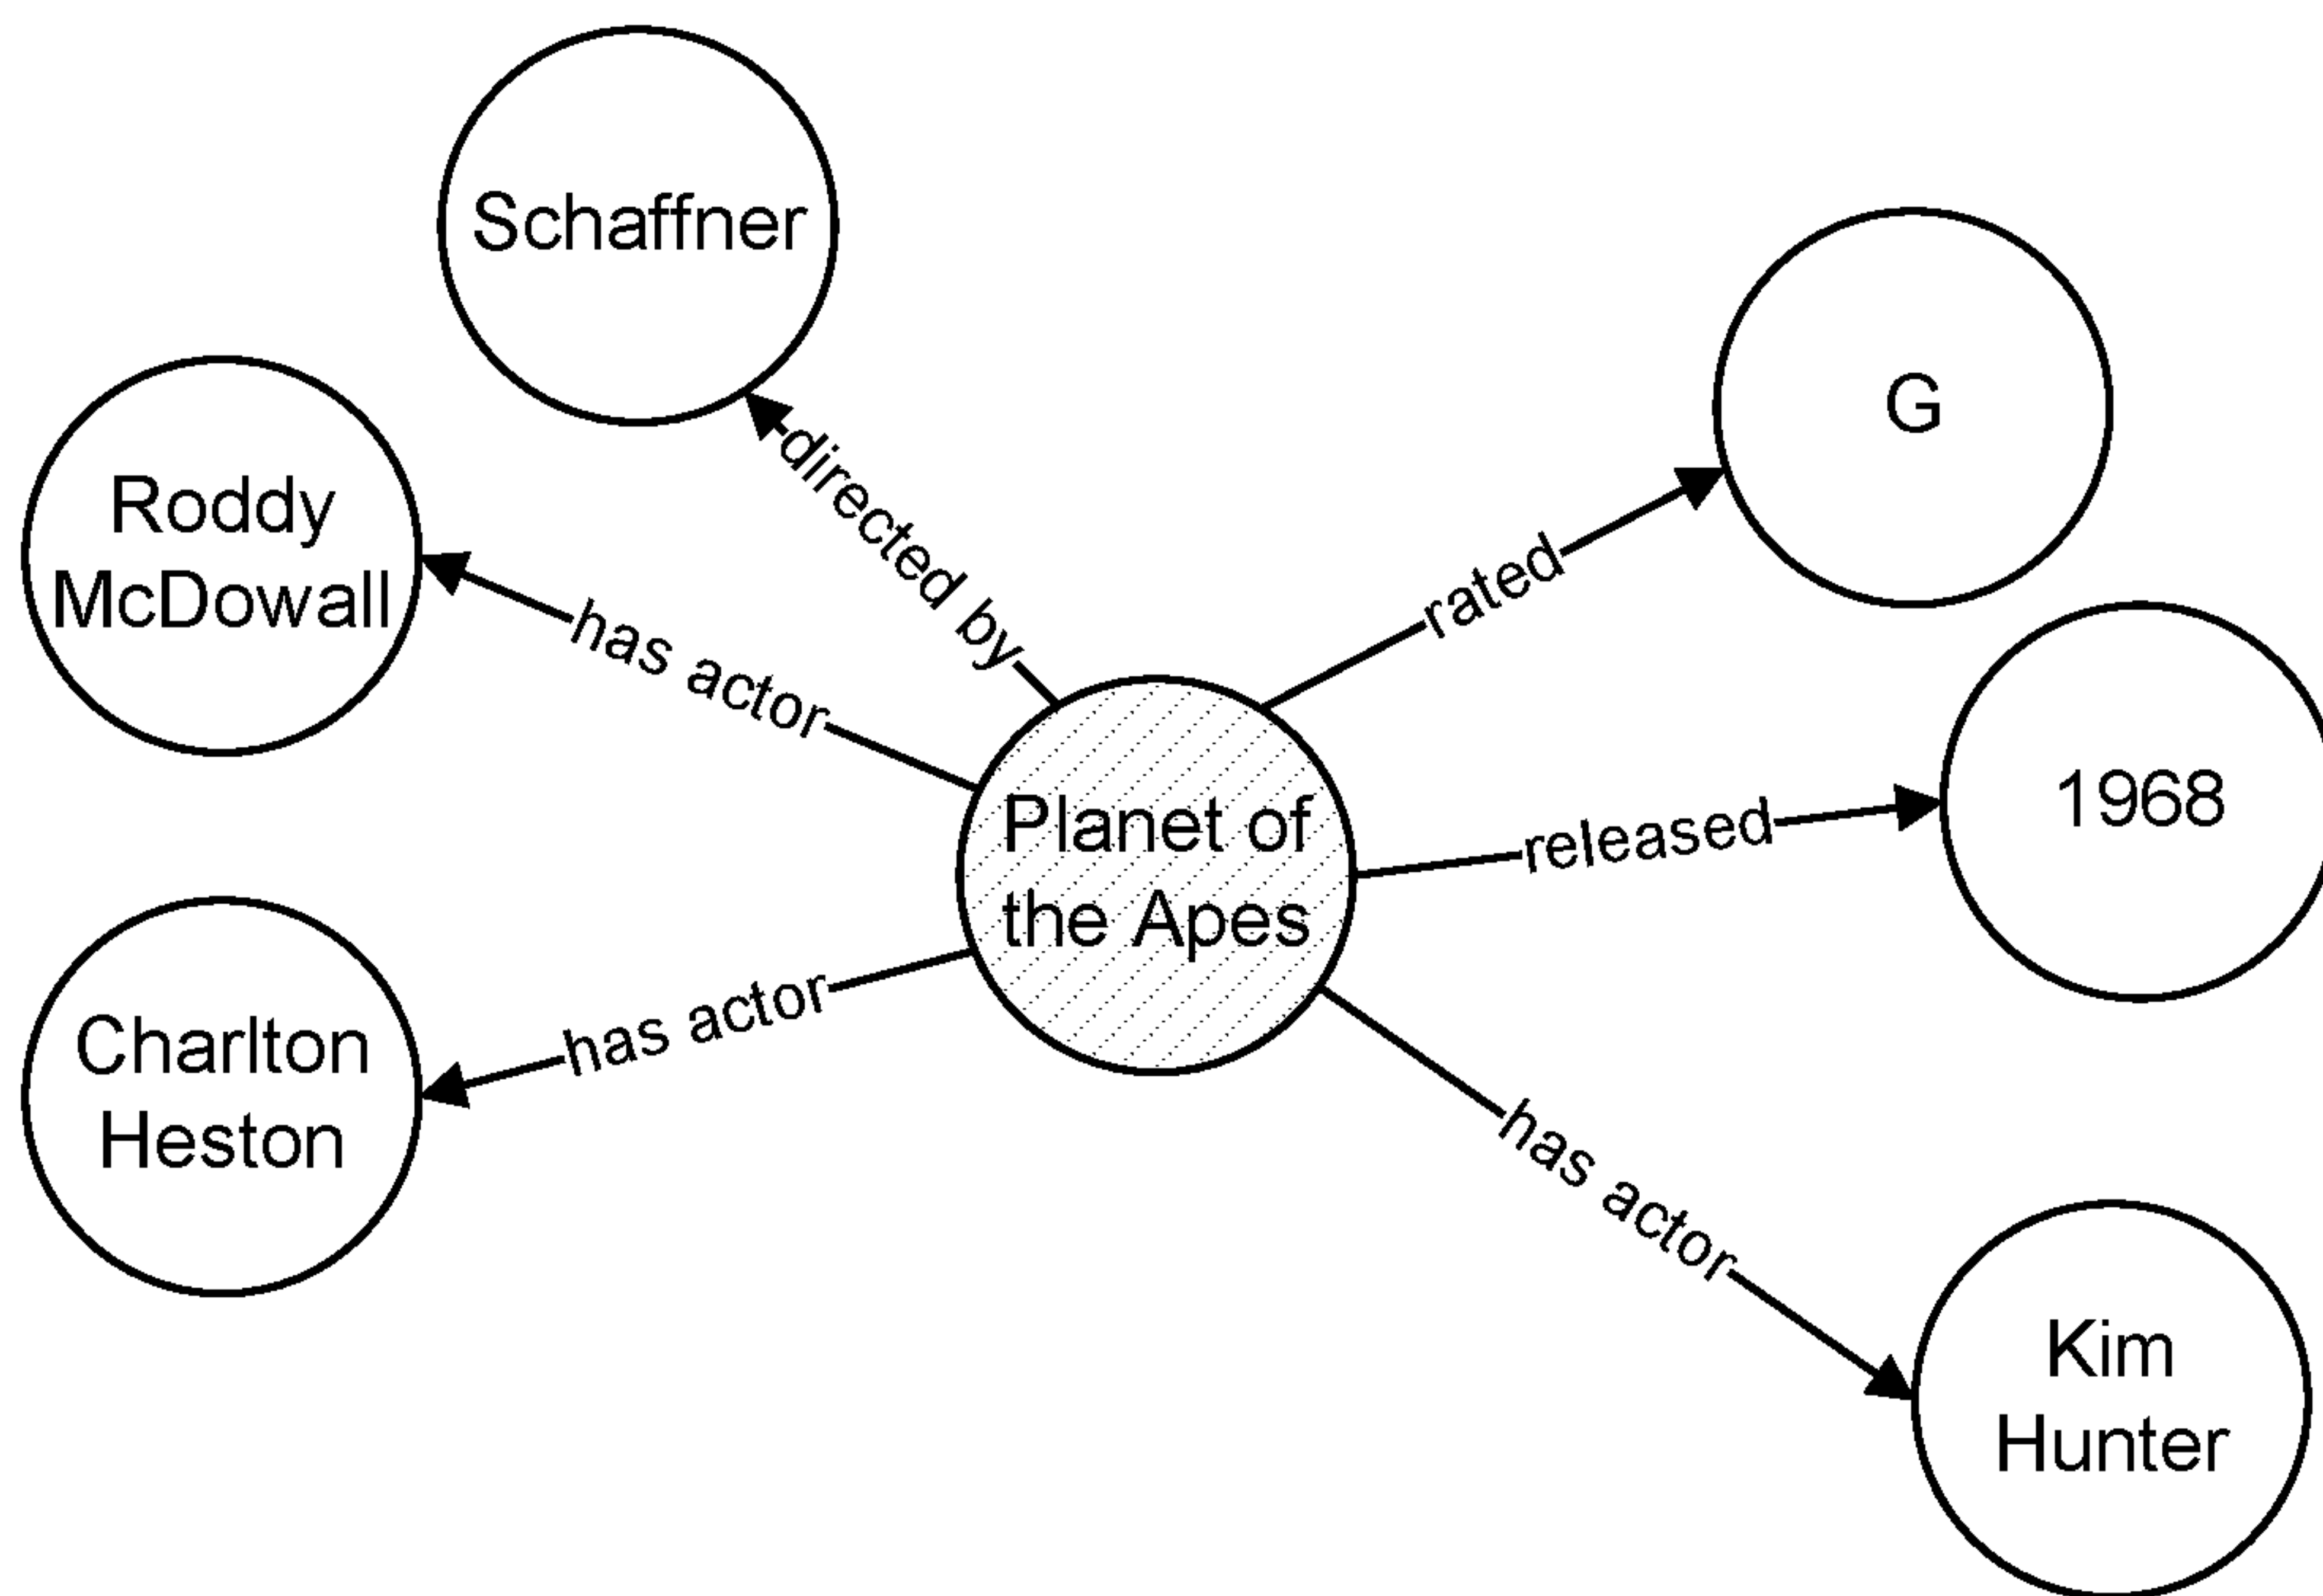 Schaffner
G
directed by
Roddy
McDowall
rated
has actor
1968
released
Planet of
the Apes
has actor
Charlton
Heston
has actor
Kim
Hunter